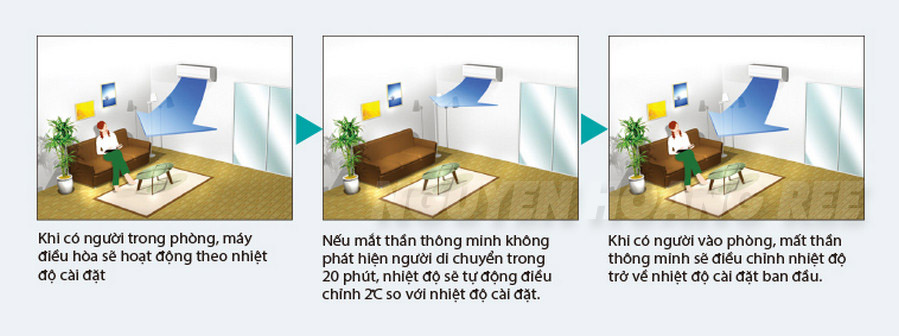 Khi có người trong phòng, máy
điều hòa sẽ hoạt động theo nhiệt
độ cài đặt
Nếu mắt thần thông minh không
phát hiện người di chuyển trong
20 phút, nhiệt độ sẽ tự động điều
chỉnh 2°C so với nhiệt độ cài đặt.
Khi có người vào phòng, mất thần
thông minh sẽ điều chỉnh nhiệt độ
trở về nhiệt độ cài đặt ban đầu.
NGUYEN HOANG REE